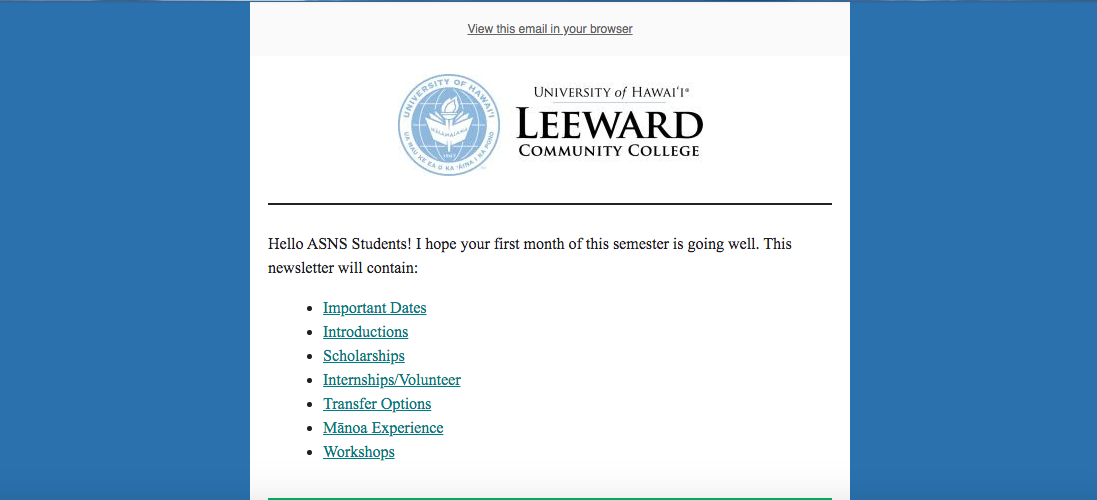 View this email in your browser
UNIVERSITY OF HAWAI‘I
MĀLAMALAMA
1907
UA MAU KE EA O KA ‘ĀINA I KA PONO
UNIVERSITY of HAWAI‘I®
LEEWARD
COMMUNITY COLLEGE
Hello ASNS Students! I hope your first month of this semester is going well. This
newsletter will contain:
• Important Dates
• Introductions
• Scholarships
• Internships/Volunteer
• Transfer Options
• Mānoa Experience
• Workshops